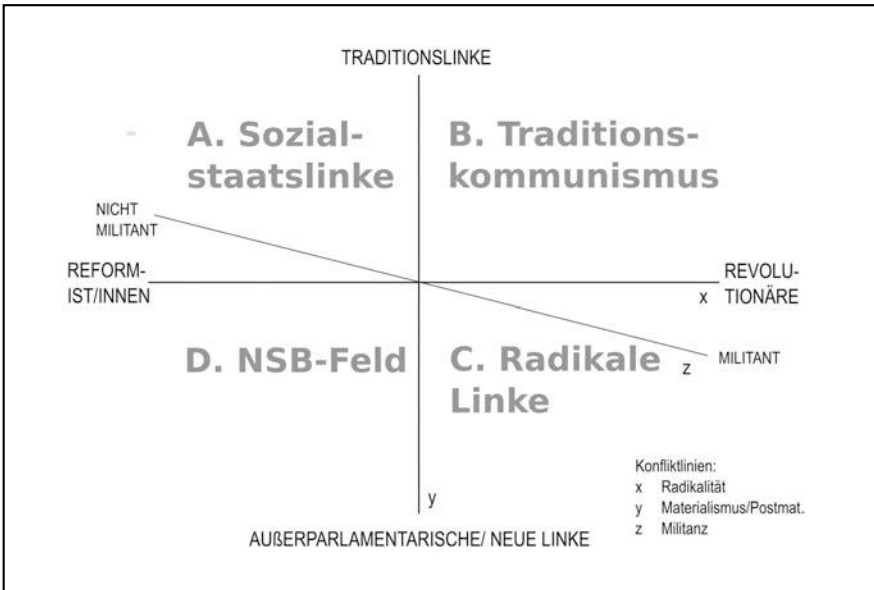 TRADITIONSLINKE
A. Sozial-
staatslinke
B. Traditions-
kommunismus
NICHT
MILITANT
REFORM-
IST/INNEN
REVOLU-
TIONÄRE
x
D. NSB-Feld
C. Radikale
Linke
z
MILITANT
y
AUßERPARLAMENTARISCHE/ NEUE LINKE
Konfliktlinien:
x Radikalität
y Materialismus/Postmat.
z Militanz